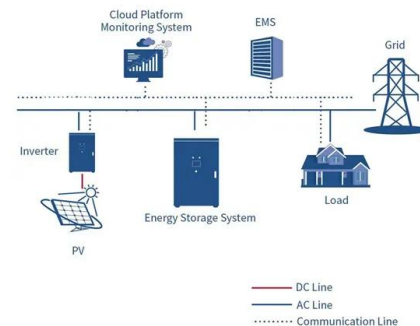 Cloud Platform
Monitoring System
EMS
Grid
Inverter
Energy Storage System
Load
PV
DC Line
AC Line
Communication Line